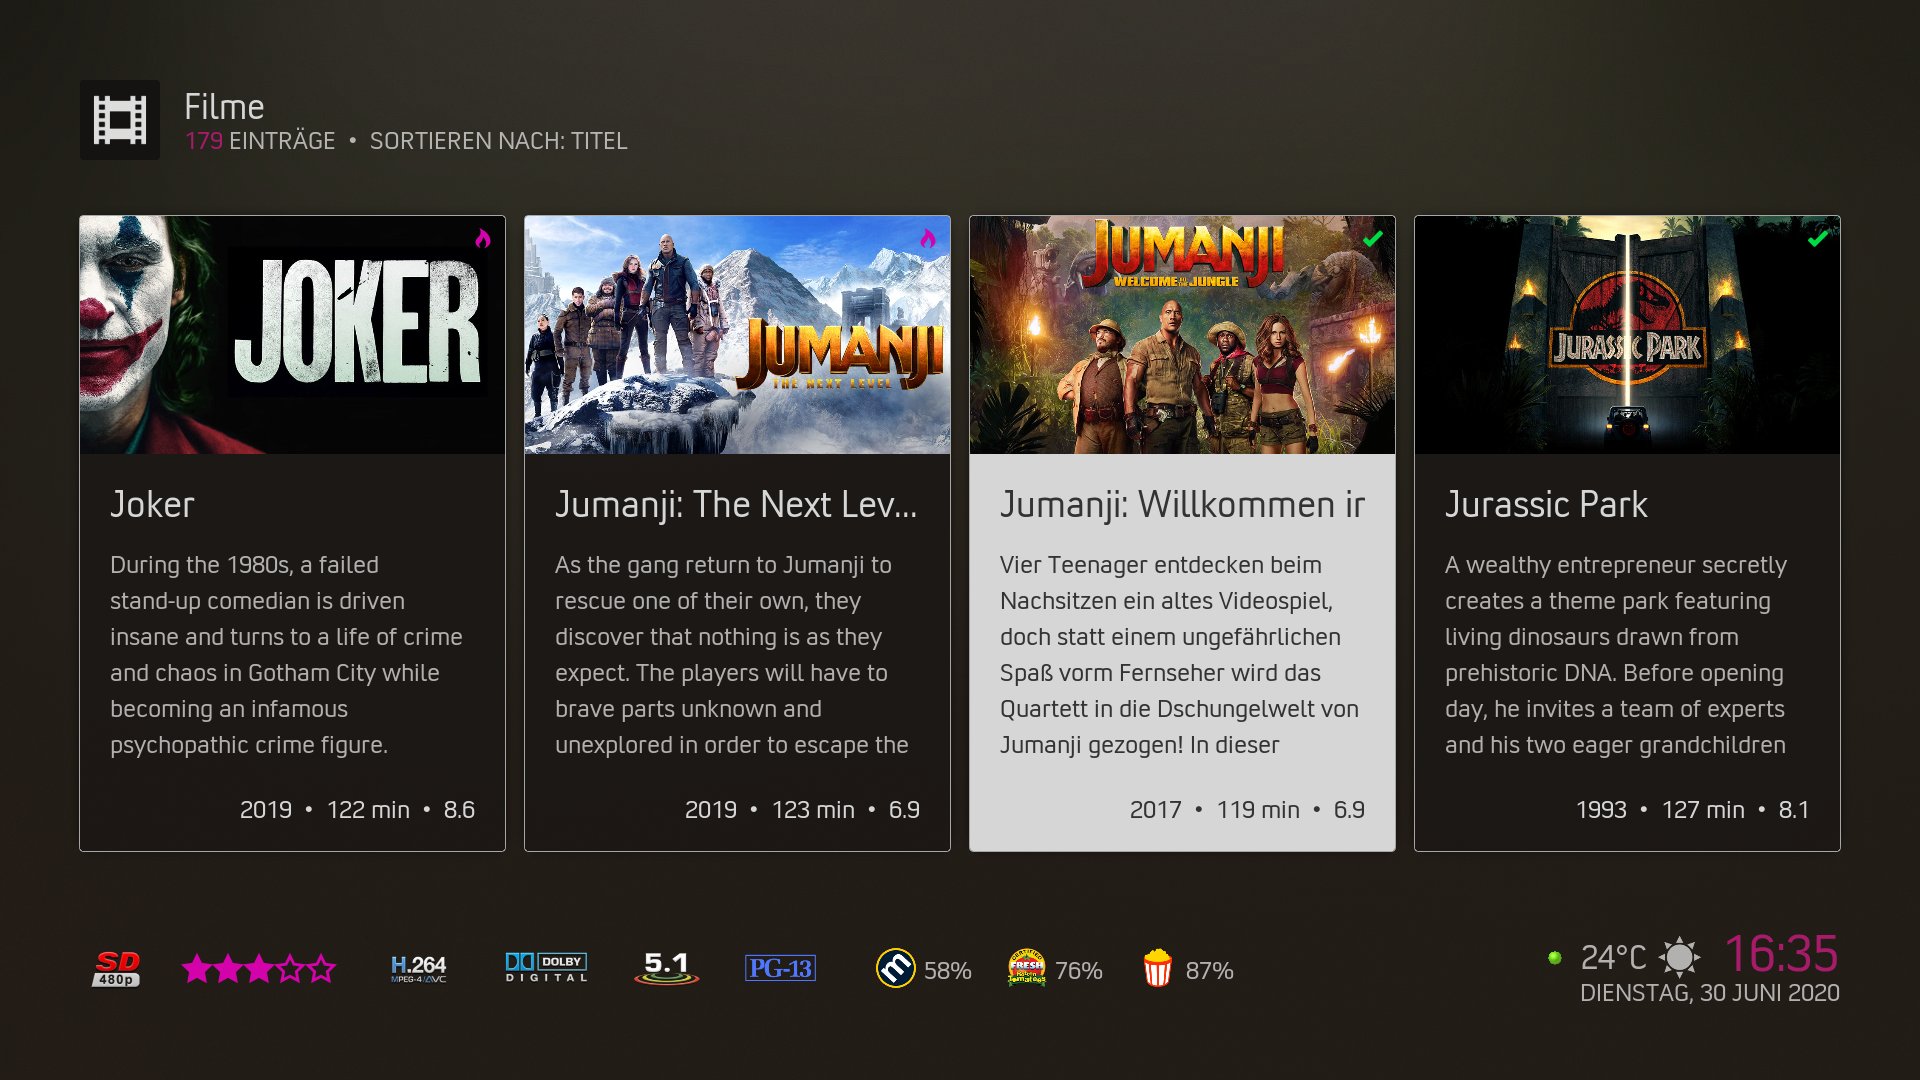 Filme
179 EINTRÄGE • SORTIEREN NACH: TITEL
JOKER
JUMANJI
THE NEXT LEVEL
JUMANJI
WELCOME TO THE JUNGLE
JURASSIC PARK
Joker
During the 1980s, a failed
stand-up comedian is driven
insane and turns to a life of crime
and chaos in Gotham City while
becoming an infamous
psychopathic crime figure.
2019 • 122 min • 8.6
Jumanji: The Next Lev...
As the gang return to Jumanji to
rescue one of their own, they
discover that nothing is as they
expect. The players will have to
brave parts unknown and
unexplored in order to escape the
2019 • 123 min • 6.9
Jumanji: Willkommen ir
Vier Teenager entdecken beim
Nachsitzen ein altes Videospiel,
doch statt einem ungefährlichen
Spaß vorm Fernseher wird das
Quartett in die Dschungelwelt von
Jumanji gezogen! In dieser
2017 • 119 min • 6.9
Jurassic Park
A wealthy entrepreneur secretly
creates a theme park featuring
living dinosaurs drawn from
prehistoric DNA. Before opening
day, he invites a team of experts
and his two eager grandchildren
1993 • 127 min • 8.1
SD
480p
H.264
MPEG-4/AVC
DOLBY
DIGITAL
5.1
PG-13
m 58%
CERTIFIED
FRESH
Rotten
Tomatoes
76%
87%
24°C 16:35
DIENSTAG, 30 JUNI 2020